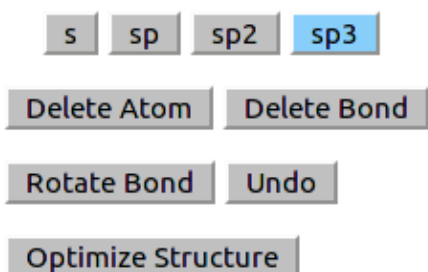 s sp sp2 sp3
Delete Atom Delete Bond
Rotate Bond Undo
Optimize Structure